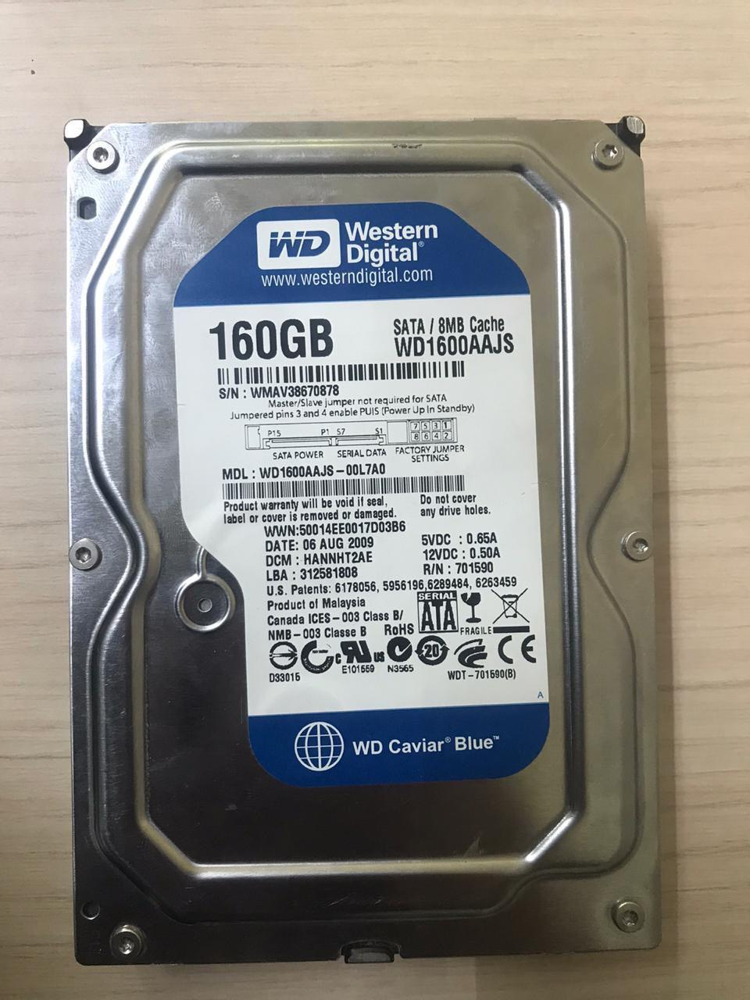 WD Western
Digital®
www.westerndigital.com
160GB SATA / 8MB Cache
WD1600AAJS
S/N : WMAV38670878
Master/Slave jumper not required for SATA
Jumpered pins 3 and 4 enable PUIS (Power Up In Standby)
P15 P1 S7 S1 7 5 3 1
8 6 4 2
SATA POWER SERIAL DATA FACTORY JUMPER
SETTINGS
MDL : WD1600AAJS-00L7A0
Product warranty will be void if seal, Do not cover
label or cover is removed or damaged. any drive holes.
WWN:50014EE0017D03B6
DATE: 06 AUG 2009 5VDC : 0.65A
DCM : HANNHT2AE 12VDC : 0.50A
LBA : 312581808 R/N : 701590
U.S. Patents: 6178056, 5956196,6289484, 6263459
Product of Malaysia SERIAL
Canada ICES-003 Class B/ ATA
NMB-003 Classe B RoHS FRAGILE
c US 20 CE
D33015 E101559 N3565 WDT-701590(B)
A
WD Caviar® Blue™